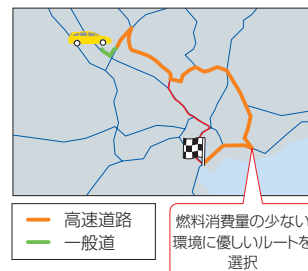 高速道路
一般道
燃料消費量の少ない
環境に優しいルートを
選択